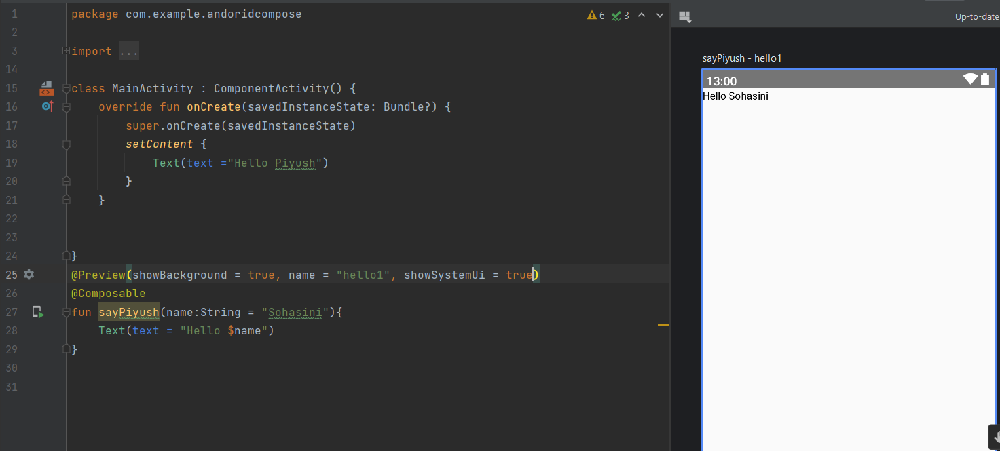 1 package com.example.andoridcompose
6 3
2
3 import ...
14
15 class MainActivity : ComponentActivity() {
16 override fun onCreate(savedInstanceState: Bundle?) {
17 super.onCreate(savedInstanceState)
18 setContent {
19 Text(text ="Hello Piyush")
20 }
21 }
22
23
24 }
25 @Preview(showBackground = true, name = "hello1", showSystemUi = true)
26 @Composable
27 fun sayPiyush(name:String = "Sohasini"){
28 Text(text = "Hello $name")
29 }
30
31
Up-to-date
sayPiyush - hello1
13:00
Hello Sohasini